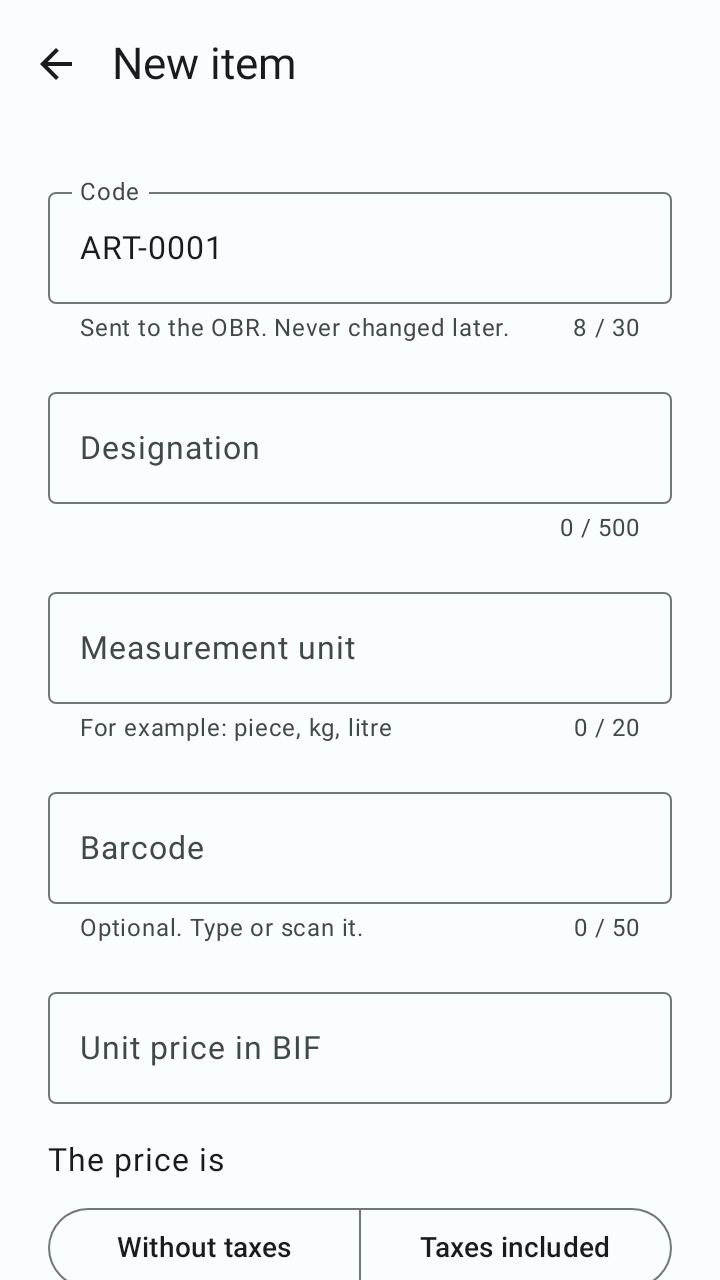 New item
Code
ART-0001
Sent to the OBR. Never changed later. 8 / 30
Designation
0 / 500
Measurement unit
For example: piece, kg, litre 0 / 20
Barcode
Optional. Type or scan it. 0 / 50
Unit price in BIF
The price is
Without taxes Taxes included